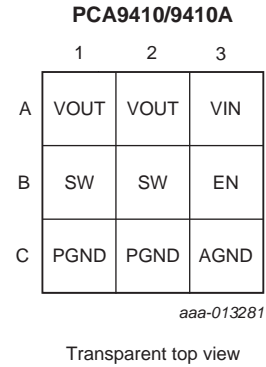 PCA9410/9410A
1 2 3
A VOUT VOUT VIN
B SW SW EN
C PGND PGND AGND
aaa-013281
Transparent top view